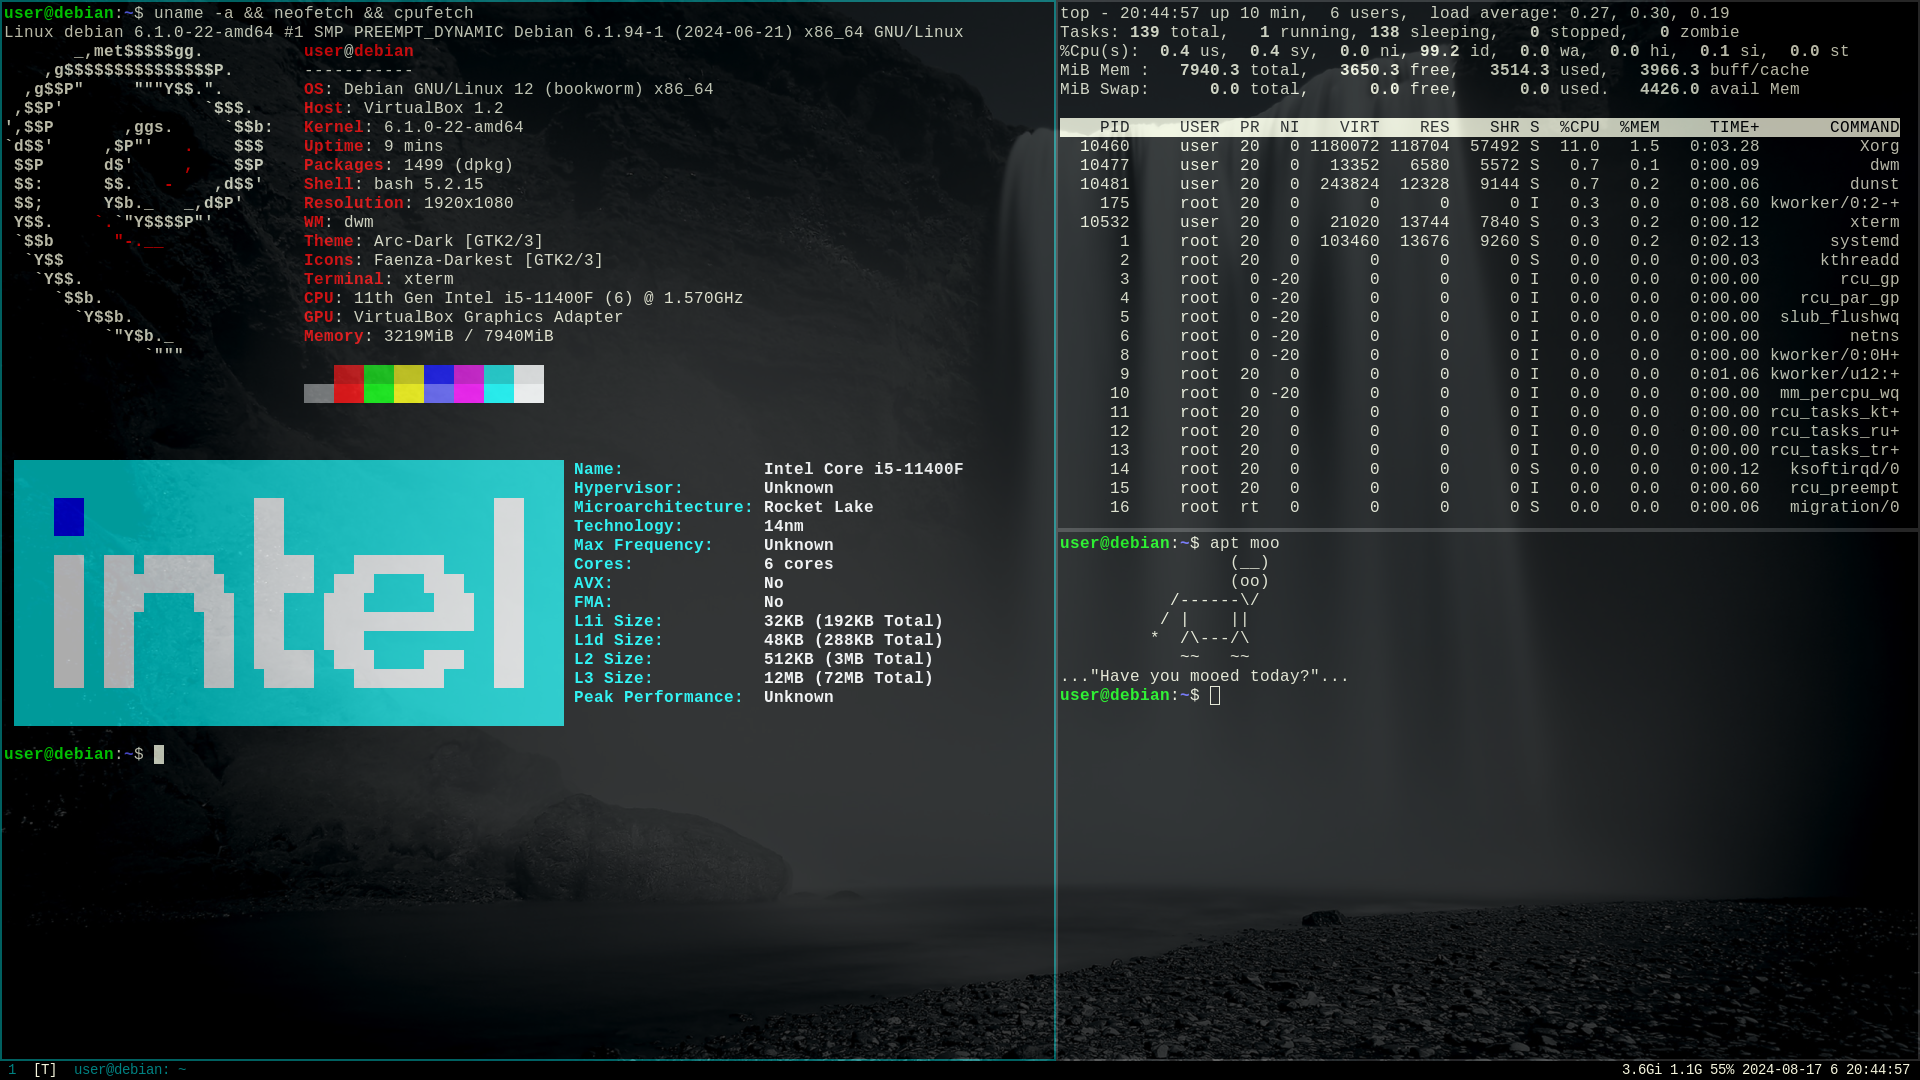 user@debian:~$ uname -a && neofetch && cpufetch
Linux debian 6.1.0-22-amd64 #1 SMP PREEMPT_DYNAMIC Debian 6.1.94-1 (2024-06-21) x86_64 GNU/Linux
       _,met$$$$$gg.          user@debian
    ,g$$$$$$$$$$$$$$$P.       -----------
  ,g$$P"     """Y$$.".        OS: Debian GNU/Linux 12 (bookworm) x86_64
 ,$$P'              `$$$.     Host: VirtualBox 1.2
',$$P       ,ggs.     `$$b:   Kernel: 6.1.0-22-amd64
`d$$'     ,$P"'   .    $$$    Uptime: 9 mins
 $$P      d$'     ,    $$P    Packages: 1499 (dpkg)
 $$:      $$.   -    ,d$$'    Shell: bash 5.2.15
 $$;      Y$b._   _,d$P'      Resolution: 1920x1080
 Y$$.    `.`"Y$$$$P"'         WM: dwm
 `$$b      "-.__              Theme: Arc-Dark [GTK2/3]
  `Y$$                        Icons: Faenza-Darkest [GTK2/3]
   `Y$$.                      Terminal: xterm
     `$$b.                    CPU: 11th Gen Intel i5-11400F (6) @ 1.570GHz
       `Y$$b.                 GPU: VirtualBox Graphics Adapter
          `"Y$b._             Memory: 3219MiB / 7940MiB
              `"""
intel
Name:              Intel Core i5-11400F
Hypervisor:        Unknown
Microarchitecture: Rocket Lake
Technology:        14nm
Max Frequency:     Unknown
Cores:             6 cores
AVX:               No
FMA:               No
L1i Size:          32KB (192KB Total)
L1d Size:          48KB (288KB Total)
L2 Size:           512KB (3MB Total)
L3 Size:           12MB (72MB Total)
Peak Performance:  Unknown
user@debian:~$
top - 20:44:57 up 10 min,  6 users,  load average: 0.27, 0.30, 0.19
Tasks: 139 total,   1 running, 138 sleeping,   0 stopped,   0 zombie
%Cpu(s):  0.4 us,  0.4 sy,  0.0 ni, 99.2 id,  0.0 wa,  0.0 hi,  0.1 si,  0.0 st
MiB Mem :   7940.3 total,   3650.3 free,   3514.3 used,   3966.3 buff/cache
MiB Swap:      0.0 total,      0.0 free,      0.0 used.   4426.0 avail Mem
    PID     USER  PR  NI    VIRT    RES    SHR S  %CPU  %MEM     TIME+       COMMAND
  10460     user  20   0 1180072 118704  57492 S  11.0   1.5   0:03.28          Xorg
  10477     user  20   0   13352   6580   5572 S   0.7   0.1   0:00.09           dwm
  10481     user  20   0  243824  12328   9144 S   0.7   0.2   0:00.06         dunst
    175     root  20   0       0      0      0 I   0.3   0.0   0:08.60 kworker/0:2-+
  10532     user  20   0   21020  13744   7840 S   0.3   0.2   0:00.12         xterm
      1     root  20   0  103460  13676   9260 S   0.0   0.2   0:02.13       systemd
      2     root  20   0       0      0      0 S   0.0   0.0   0:00.03      kthreadd
      3     root   0 -20       0      0      0 I   0.0   0.0   0:00.00        rcu_gp
      4     root   0 -20       0      0      0 I   0.0   0.0   0:00.00    rcu_par_gp
      5     root   0 -20       0      0      0 I   0.0   0.0   0:00.00  slub_flushwq
      6     root   0 -20       0      0      0 I   0.0   0.0   0:00.00         netns
      8     root   0 -20       0      0      0 I   0.0   0.0   0:00.00 kworker/0:0H+
      9     root  20   0       0      0      0 I   0.0   0.0   0:01.06 kworker/u12:+
     10     root   0 -20       0      0      0 I   0.0   0.0   0:00.00  mm_percpu_wq
     11     root  20   0       0      0      0 I   0.0   0.0   0:00.00 rcu_tasks_kt+
     12     root  20   0       0      0      0 I   0.0   0.0   0:00.00 rcu_tasks_ru+
     13     root  20   0       0      0      0 I   0.0   0.0   0:00.00 rcu_tasks_tr+
     14     root  20   0       0      0      0 S   0.0   0.0   0:00.12   ksoftirqd/0
     15     root  20   0       0      0      0 I   0.0   0.0   0:00.60   rcu_preempt
     16     root  rt   0       0      0      0 S   0.0   0.0   0:00.06   migration/0
user@debian:~$ apt moo
                 (__)
                 (oo)
           /------\/
          / |    ||
         *  /\---/\
            ~~   ~~
..."Have you mooed today?"...
user@debian:~$
1 [T] user@debian: ~
3.6Gi 1.1G 55% 2024-08-17 6 20:44:57